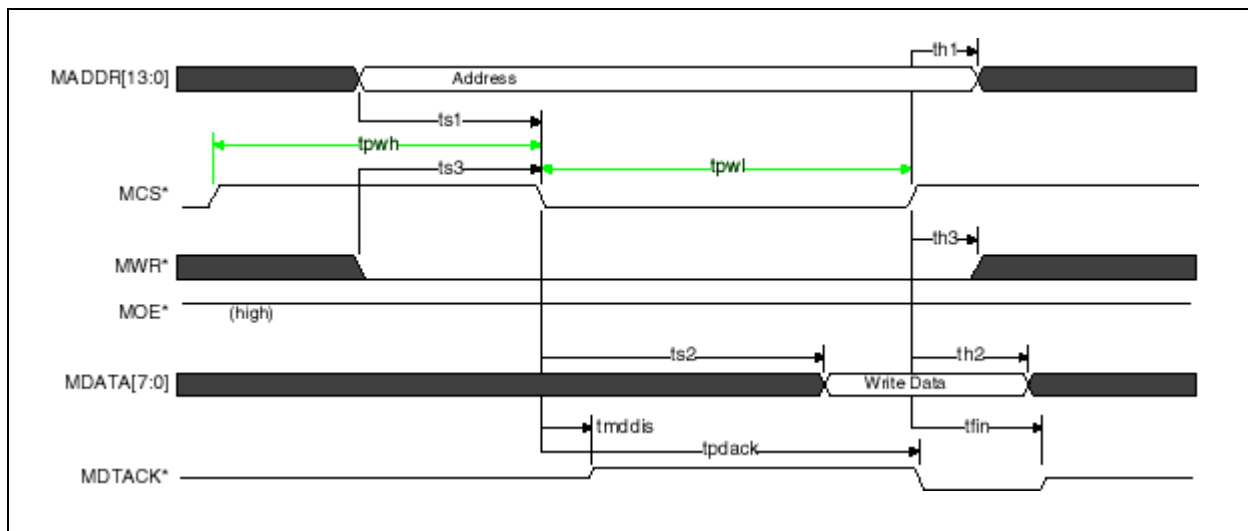 th1
MADDR[13:0] Address
ts1
tpwh
ts3 tpwl
MCS*
th3
MWR*
MOE* (high)
ts2 th2
MDATA[7:0] Write Data
tmddis tfin
tpdack
MDTACK*